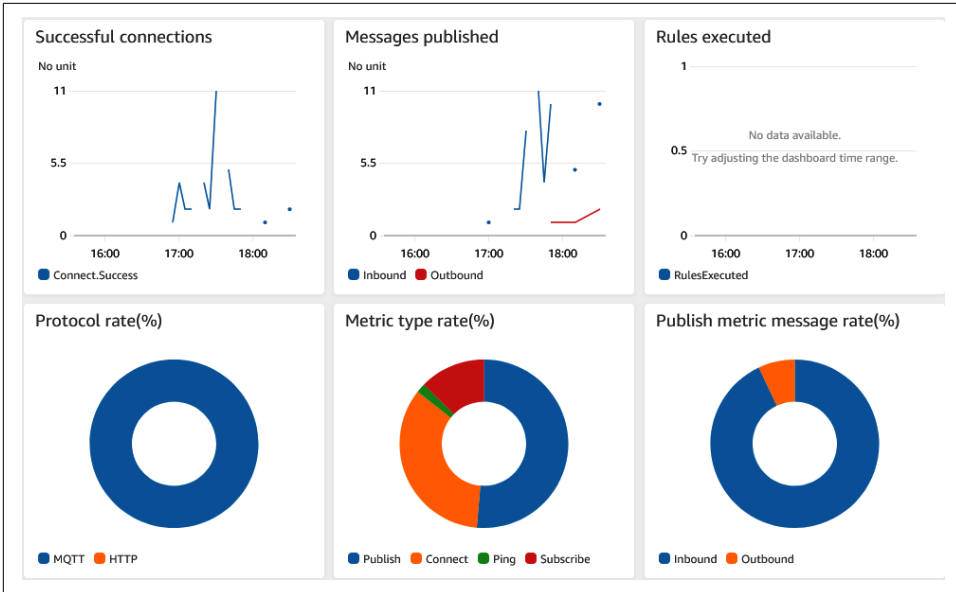 Successful connections
No unit
11
5.5
0
16:00 17:00 18:00
Connect.Success
Messages published
No unit
11
5.5
0
16:00 17:00 18:00
Inbound Outbound
Rules executed
1
No data available.
0.5
Try adjusting the dashboard time range.
0
16:00 17:00 18:00
RulesExecuted
Protocol rate(%)
MQTT HTTP
Metric type rate(%)
Publish Connect Ping Subscribe
Publish metric message rate(%)
Inbound Outbound